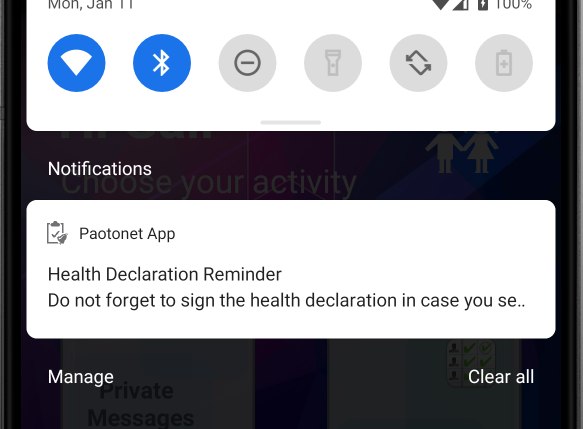 Mon, Jan 11
100%
Notifications
Choose your activity
Paotonet App
Health Declaration Reminder
Do not forget to sign the health declaration in case you se..
Manage
Clear all
Private
Messages